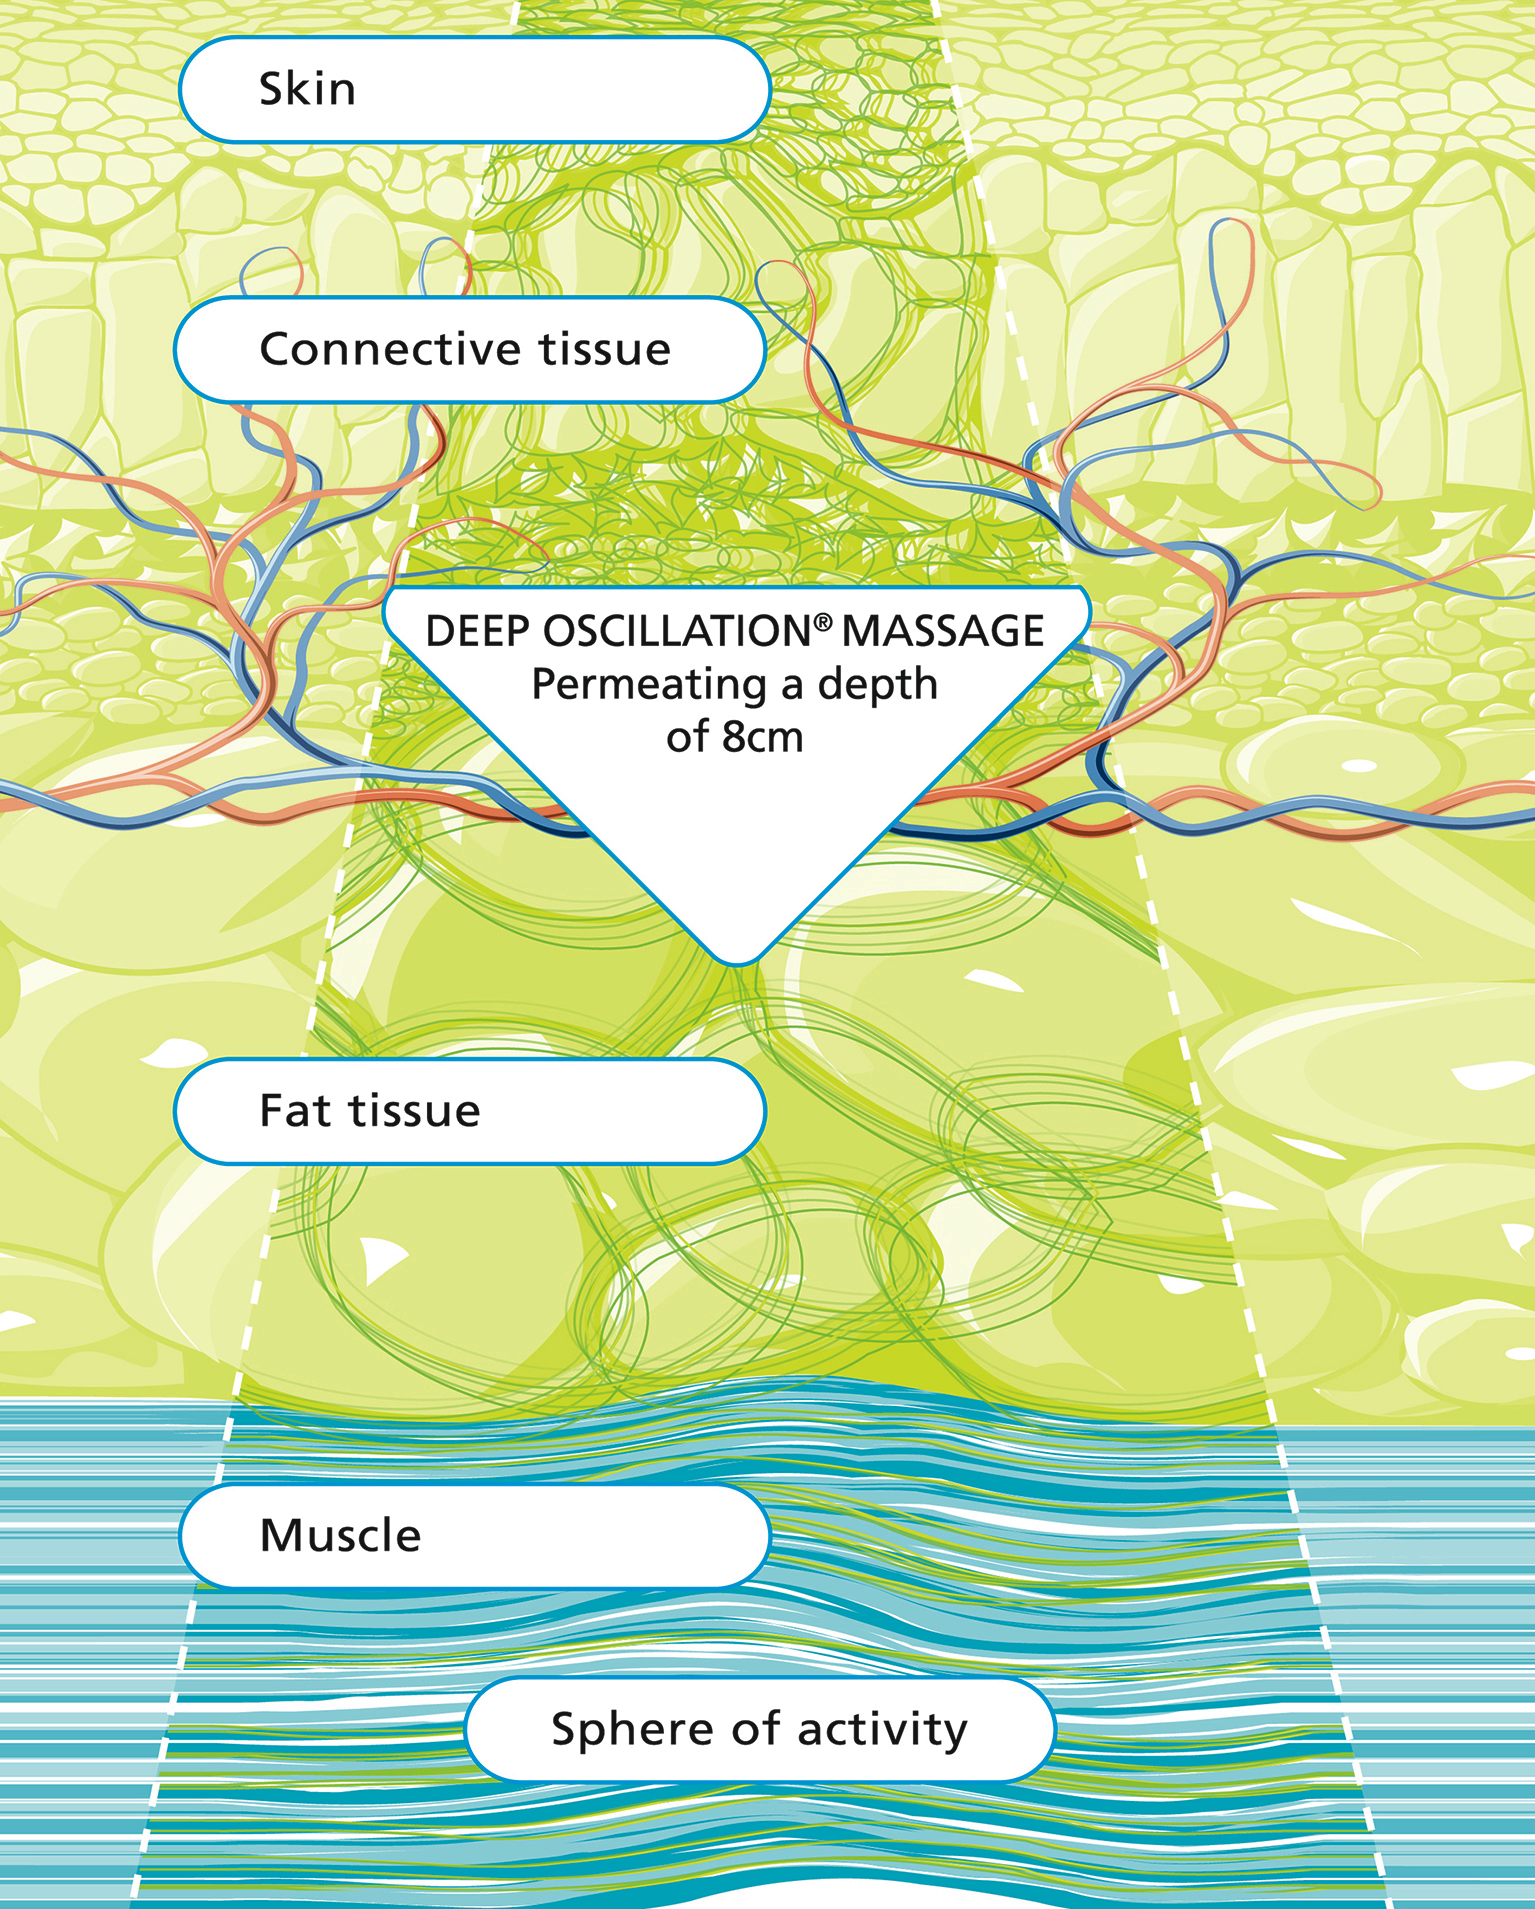 Skin
Connective tissue
DEEP OSCILLATION® MASSAGE
Permeating a depth
of 8cm
Fat tissue
Muscle
Sphere of activity